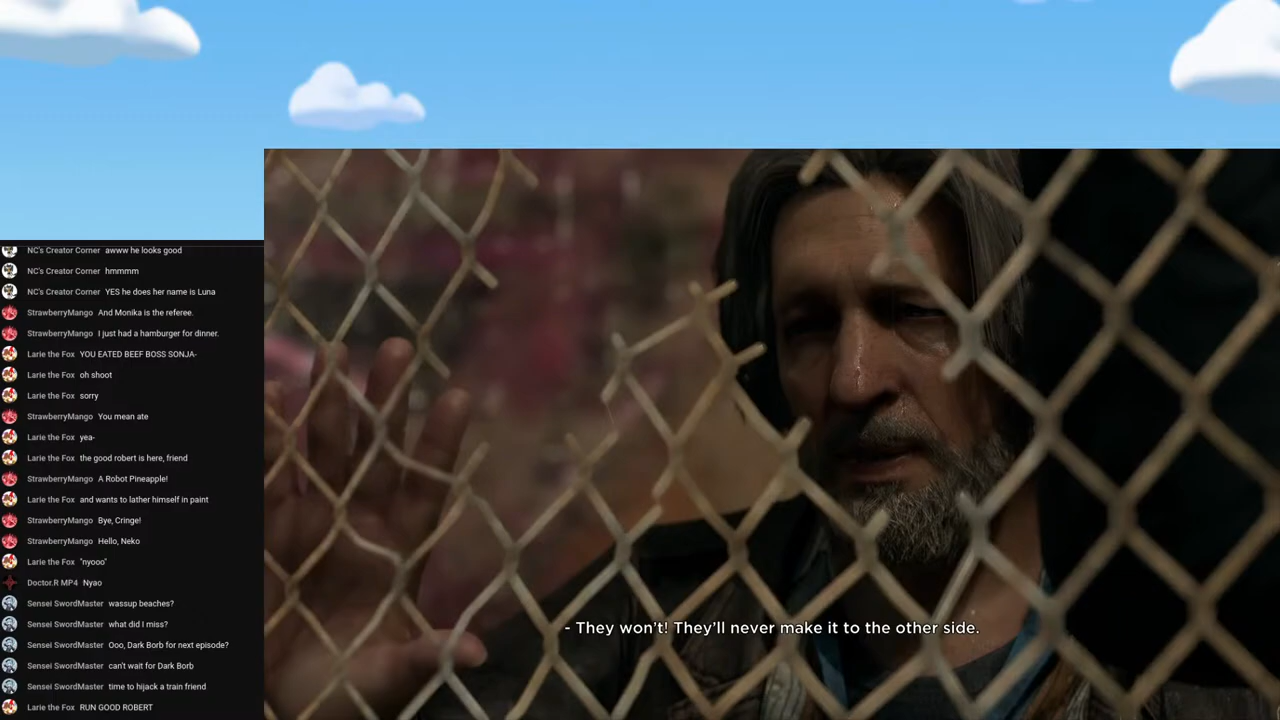 NC's Creator Corner awww he looks good
NC's Creator Corner hmmmm
NC's Creator Corner YES he does her name is Luna
StrawberryMango And Monika is the referee.
StrawberryMango I just had a hamburger for dinner.
Larie the Fox YOU EATED BEEF BOSS SONJA-
Larie the Fox oh shoot
Larie the Fox sorry
StrawberryMango You mean ate
Larie the Fox yea-
Larie the Fox the good robert is here, friend
StrawberryMango A Robot Pineapple!
Larie the Fox and wants to lather himself in paint
StrawberryMango Bye, Cringe!
StrawberryMango Hello, Neko
Larie the Fox "nyooo"
Doctor.R MP4 Nyao
Sensei SwordMaster wassup beaches?
Sensei SwordMaster what did I miss?
Sensei SwordMaster Ooo, Dark Borb for next episode?
Sensei SwordMaster can't wait for Dark Borb
Sensei SwordMaster time to hijack a train friend
Larie the Fox RUN GOOD ROBERT
- They won't! They'll never make it to the other side.